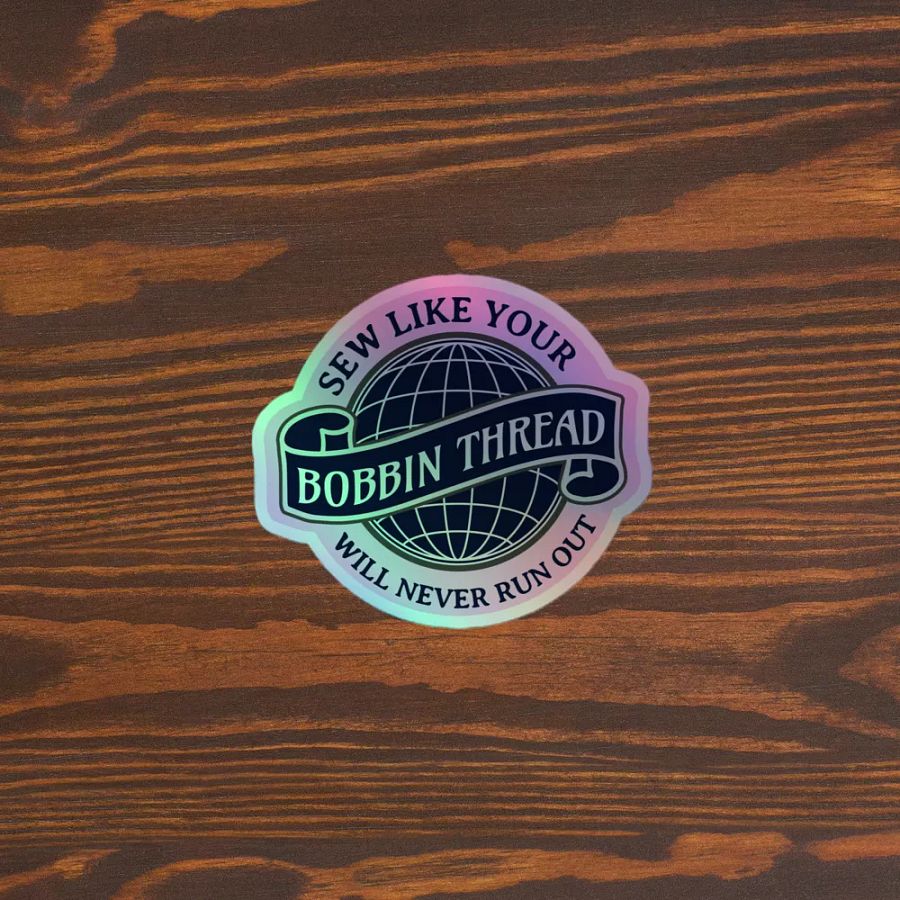 SEW LIKE YOUR
BOBBIN THREAD
WILL NEVER RUN OUT